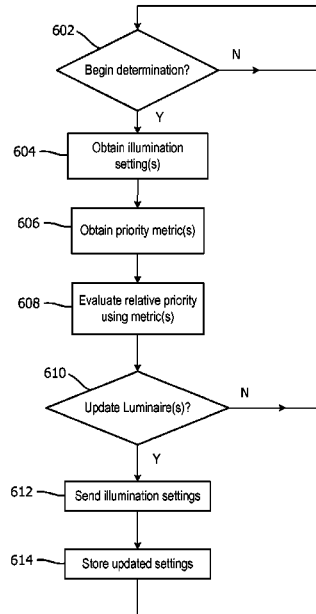 602
Begin determination?
N
Y
604
Obtain illumination
setting(s)
606
Obtain priority metric(s)
608
Evaluate relative priority
using metric(s)
610
Update Luminaire(s)?
N
Y
612
Send illumination settings
614
Store updated settings